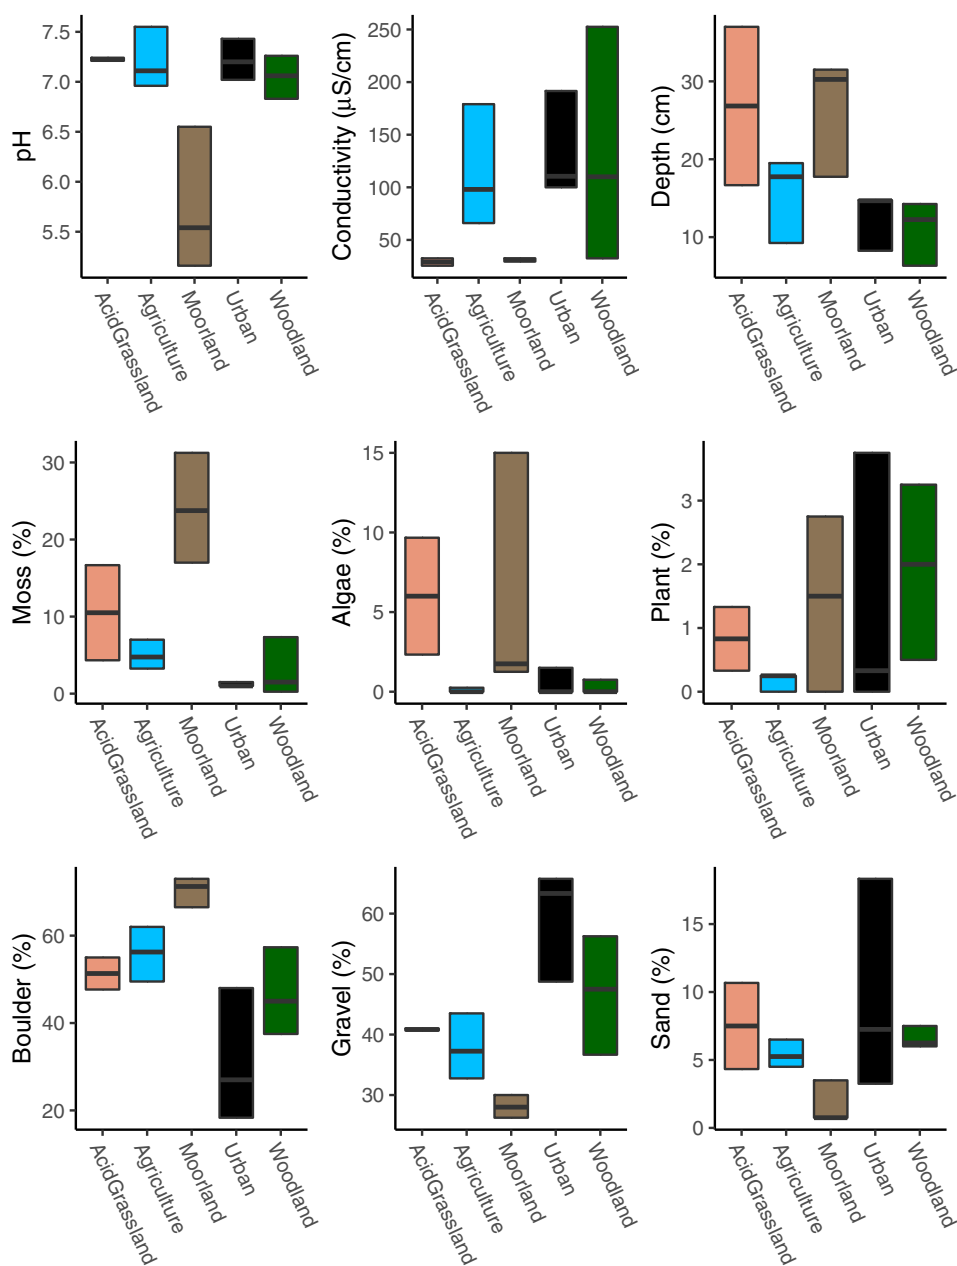 pH
7.5
7.0
6.5
6.0
5.5
AcidGrassland
Agriculture
Moorland
Urban
Woodland
Conductivity (µS/cm)
250
200
150
100
50
AcidGrassland
Agriculture
Moorland
Urban
Woodland
Depth (cm)
30
20
10
AcidGrassland
Agriculture
Moorland
Urban
Woodland
Moss (%)
30
20
10
0
AcidGrassland
Agriculture
Moorland
Urban
Woodland
Algae (%)
15
10
5
0
AcidGrassland
Agriculture
Moorland
Urban
Woodland
Plant (%)
3
2
1
0
AcidGrassland
Agriculture
Moorland
Urban
Woodland
Boulder (%)
60
40
20
AcidGrassland
Agriculture
Moorland
Urban
Woodland
Gravel (%)
60
50
40
30
AcidGrassland
Agriculture
Moorland
Urban
Woodland
Sand (%)
15
10
5
0
AcidGrassland
Agriculture
Moorland
Urban
Woodland